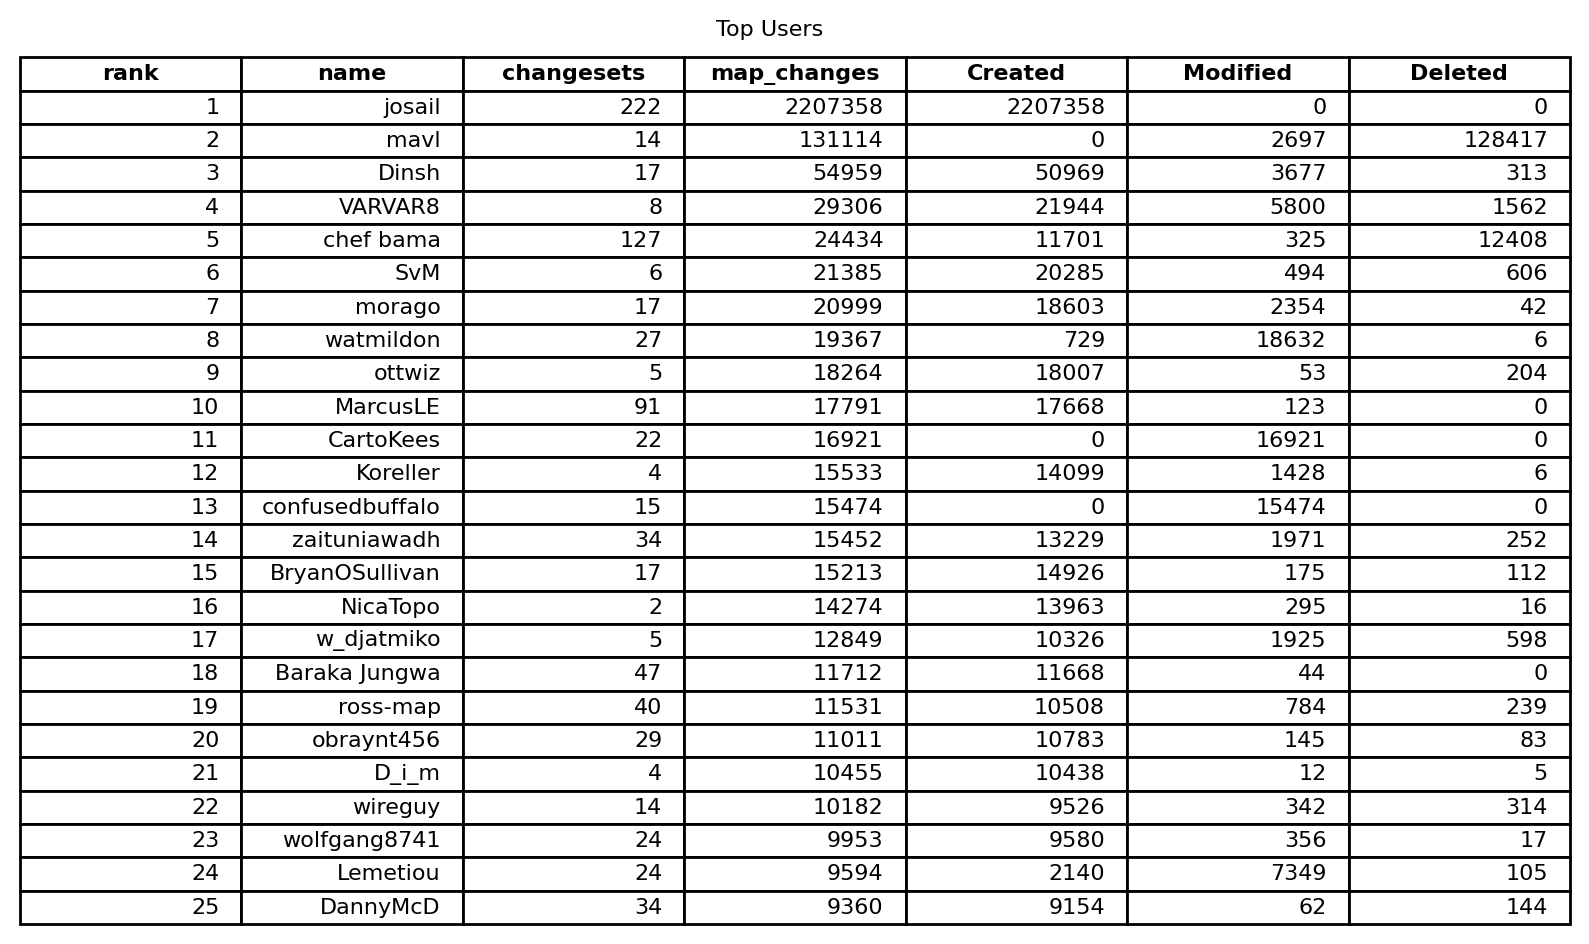 Top Users
rank name changesets map_changes Created Modified Deleted
1 josail 222 2207358 2207358 0 0
2 mavl 14 131114 0 2697 128417
3 Dinsh 17 54959 50969 3677 313
4 VARVAR8 8 29306 21944 5800 1562
5 chef bama 127 24434 11701 325 12408
6 SvM 6 21385 20285 494 606
7 morago 17 20999 18603 2354 42
8 watmildon 27 19367 729 18632 6
9 ottwiz 5 18264 18007 53 204
10 MarcusLE 91 17791 17668 123 0
11 CartoKees 22 16921 0 16921 0
12 Koreller 4 15533 14099 1428 6
13 confusedbuffalo 15 15474 0 15474 0
14 zaituniawadh 34 15452 13229 1971 252
15 BryanOSullivan 17 15213 14926 175 112
16 NicaTopo 2 14274 13963 295 16
17 w_djatmiko 5 12849 10326 1925 598
18 Baraka Jungwa 47 11712 11668 44 0
19 ross-map 40 11531 10508 784 239
20 obraynt456 29 11011 10783 145 83
21 D_i_m 4 10455 10438 12 5
22 wireguy 14 10182 9526 342 314
23 wolfgang8741 24 9953 9580 356 17
24 Lemetiou 24 9594 2140 7349 105
25 DannyMcD 34 9360 9154 62 144